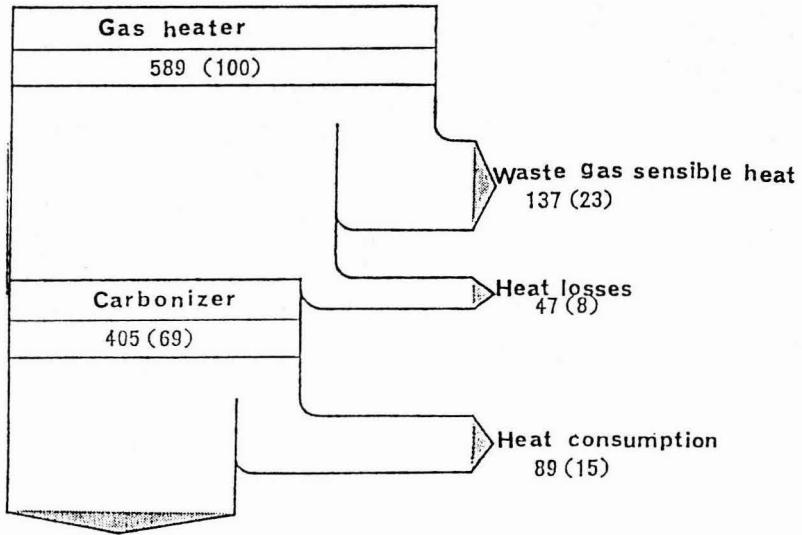 Gas heater
589 (100)
Waste gas sensible heat
137 (23)
Heat losses
47 (8)
Carbonizer
405 (69)
Heat consumption
89 (15)